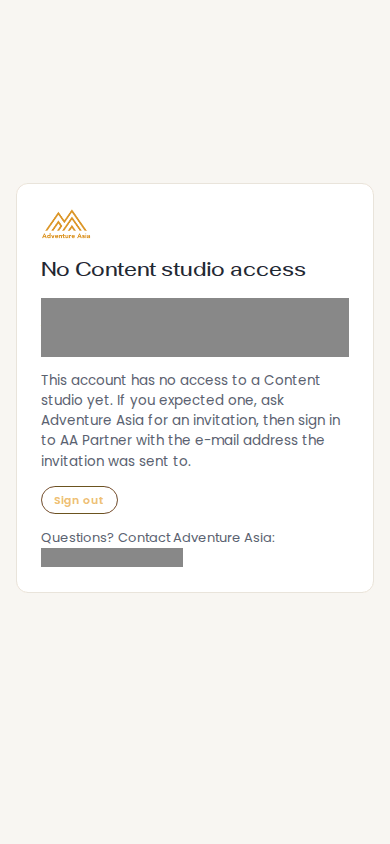 Adventure Asia
No Content studio access
This account has no access to a Content
studio yet. If you expected one, ask
Adventure Asia for an invitation, then sign in
to AA Partner with the e-mail address the
invitation was sent to.
Sign out
Questions? Contact Adventure Asia: